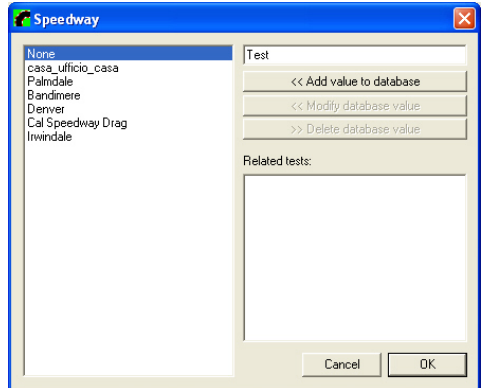 Speedway
None
casa_ufficio_casa
Palmdale
Bandimere
Denver
Cal Speedway Drag
Irwindale
Test
<< Add value to database
<< Modify database value
>> Delete database value
Related tests:
Cancel
OK